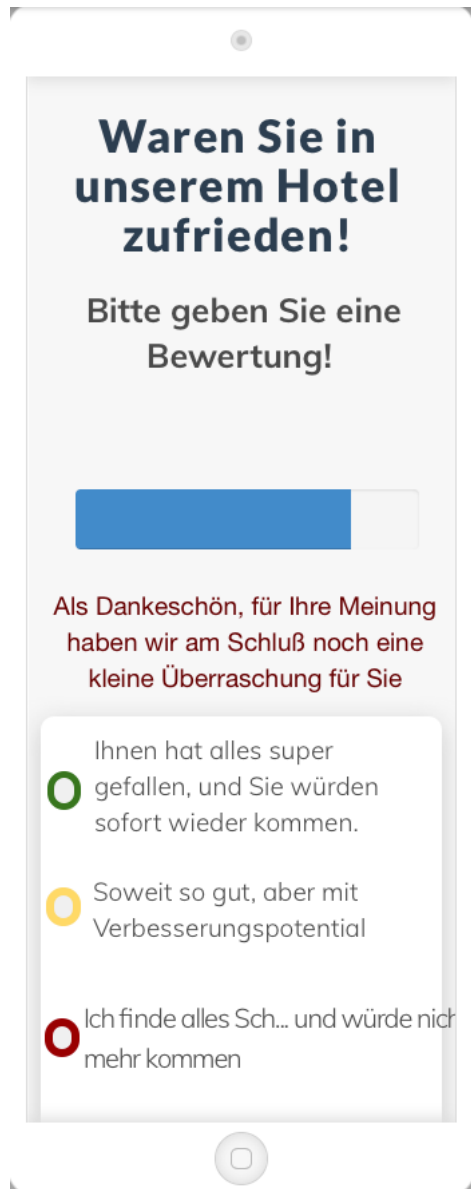 Waren Sie in
unserem Hotel
zufrieden!
Bitte geben Sie eine
Bewertung!
Als Dankeschön, für Ihre Meinung
haben wir am Schluß noch eine
kleine Überraschung für Sie
Ihnen hat alles super
gefallen, und Sie würden
sofort wieder kommen.
Soweit so gut, aber mit
Verbesserungspotential
Ich finde alles Sch... und würde nich
mehr kommen